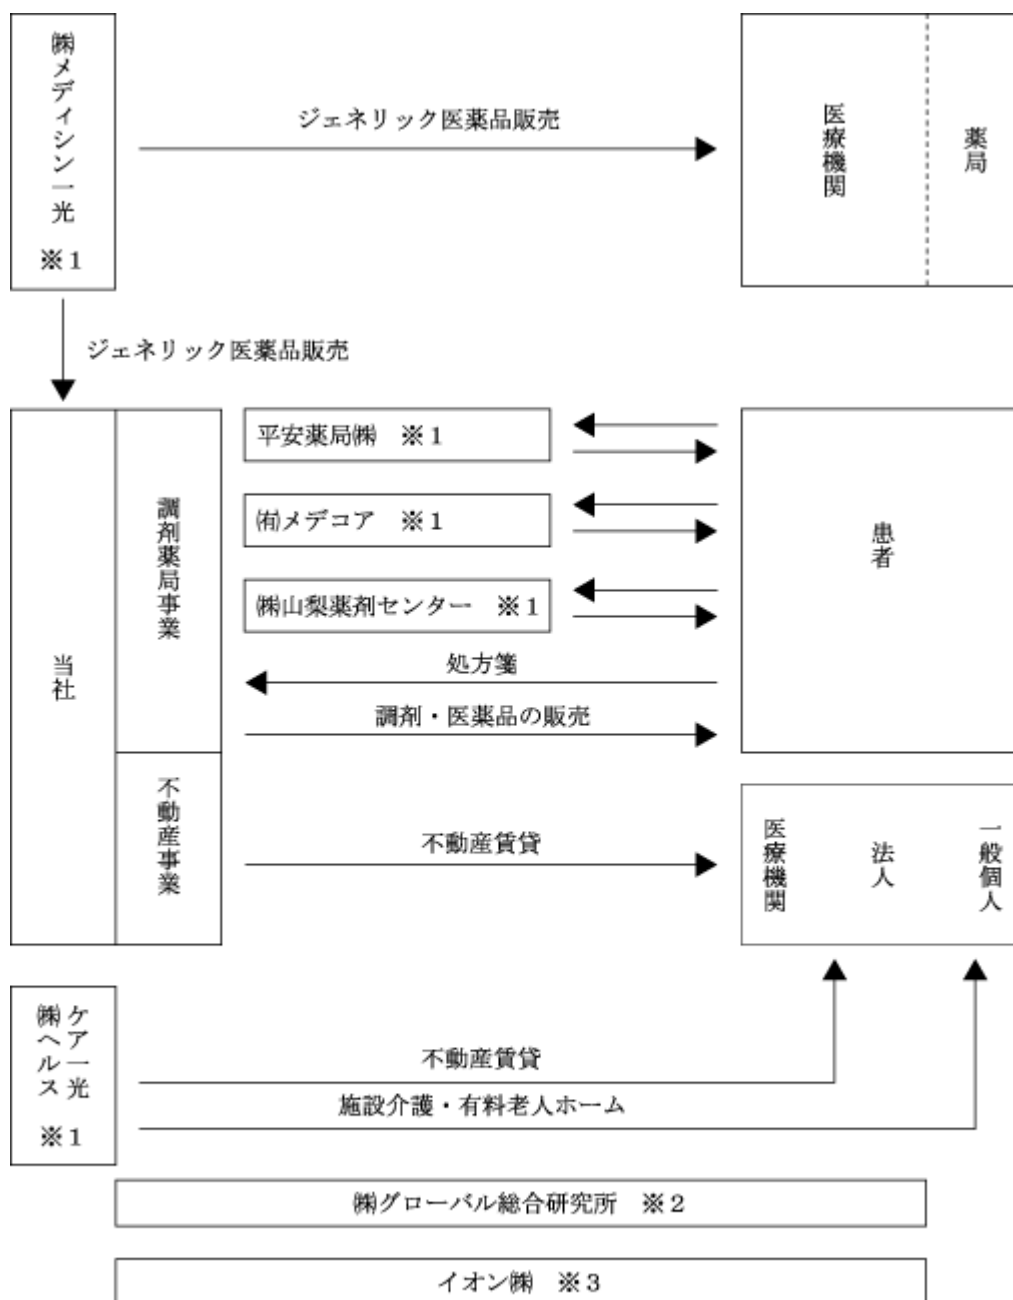 ㈱メディシン一光
※1
ジェネリック医薬品販売
医療機関
薬局
ジェネリック医薬品販売
当社
調剤薬局事業
平安薬局㈱　※1
㈲メデコア　※1
㈱山梨薬剤センター　※1
処方箋
調剤・医薬品の販売
患者
不動産事業
不動産賃貸
医療機関
法人
一般個人
㈱ヘルス
ケア一光
※1
不動産賃貸
施設介護・有料老人ホーム
㈱グローバル総合研究所　※2
イオン㈱　※3